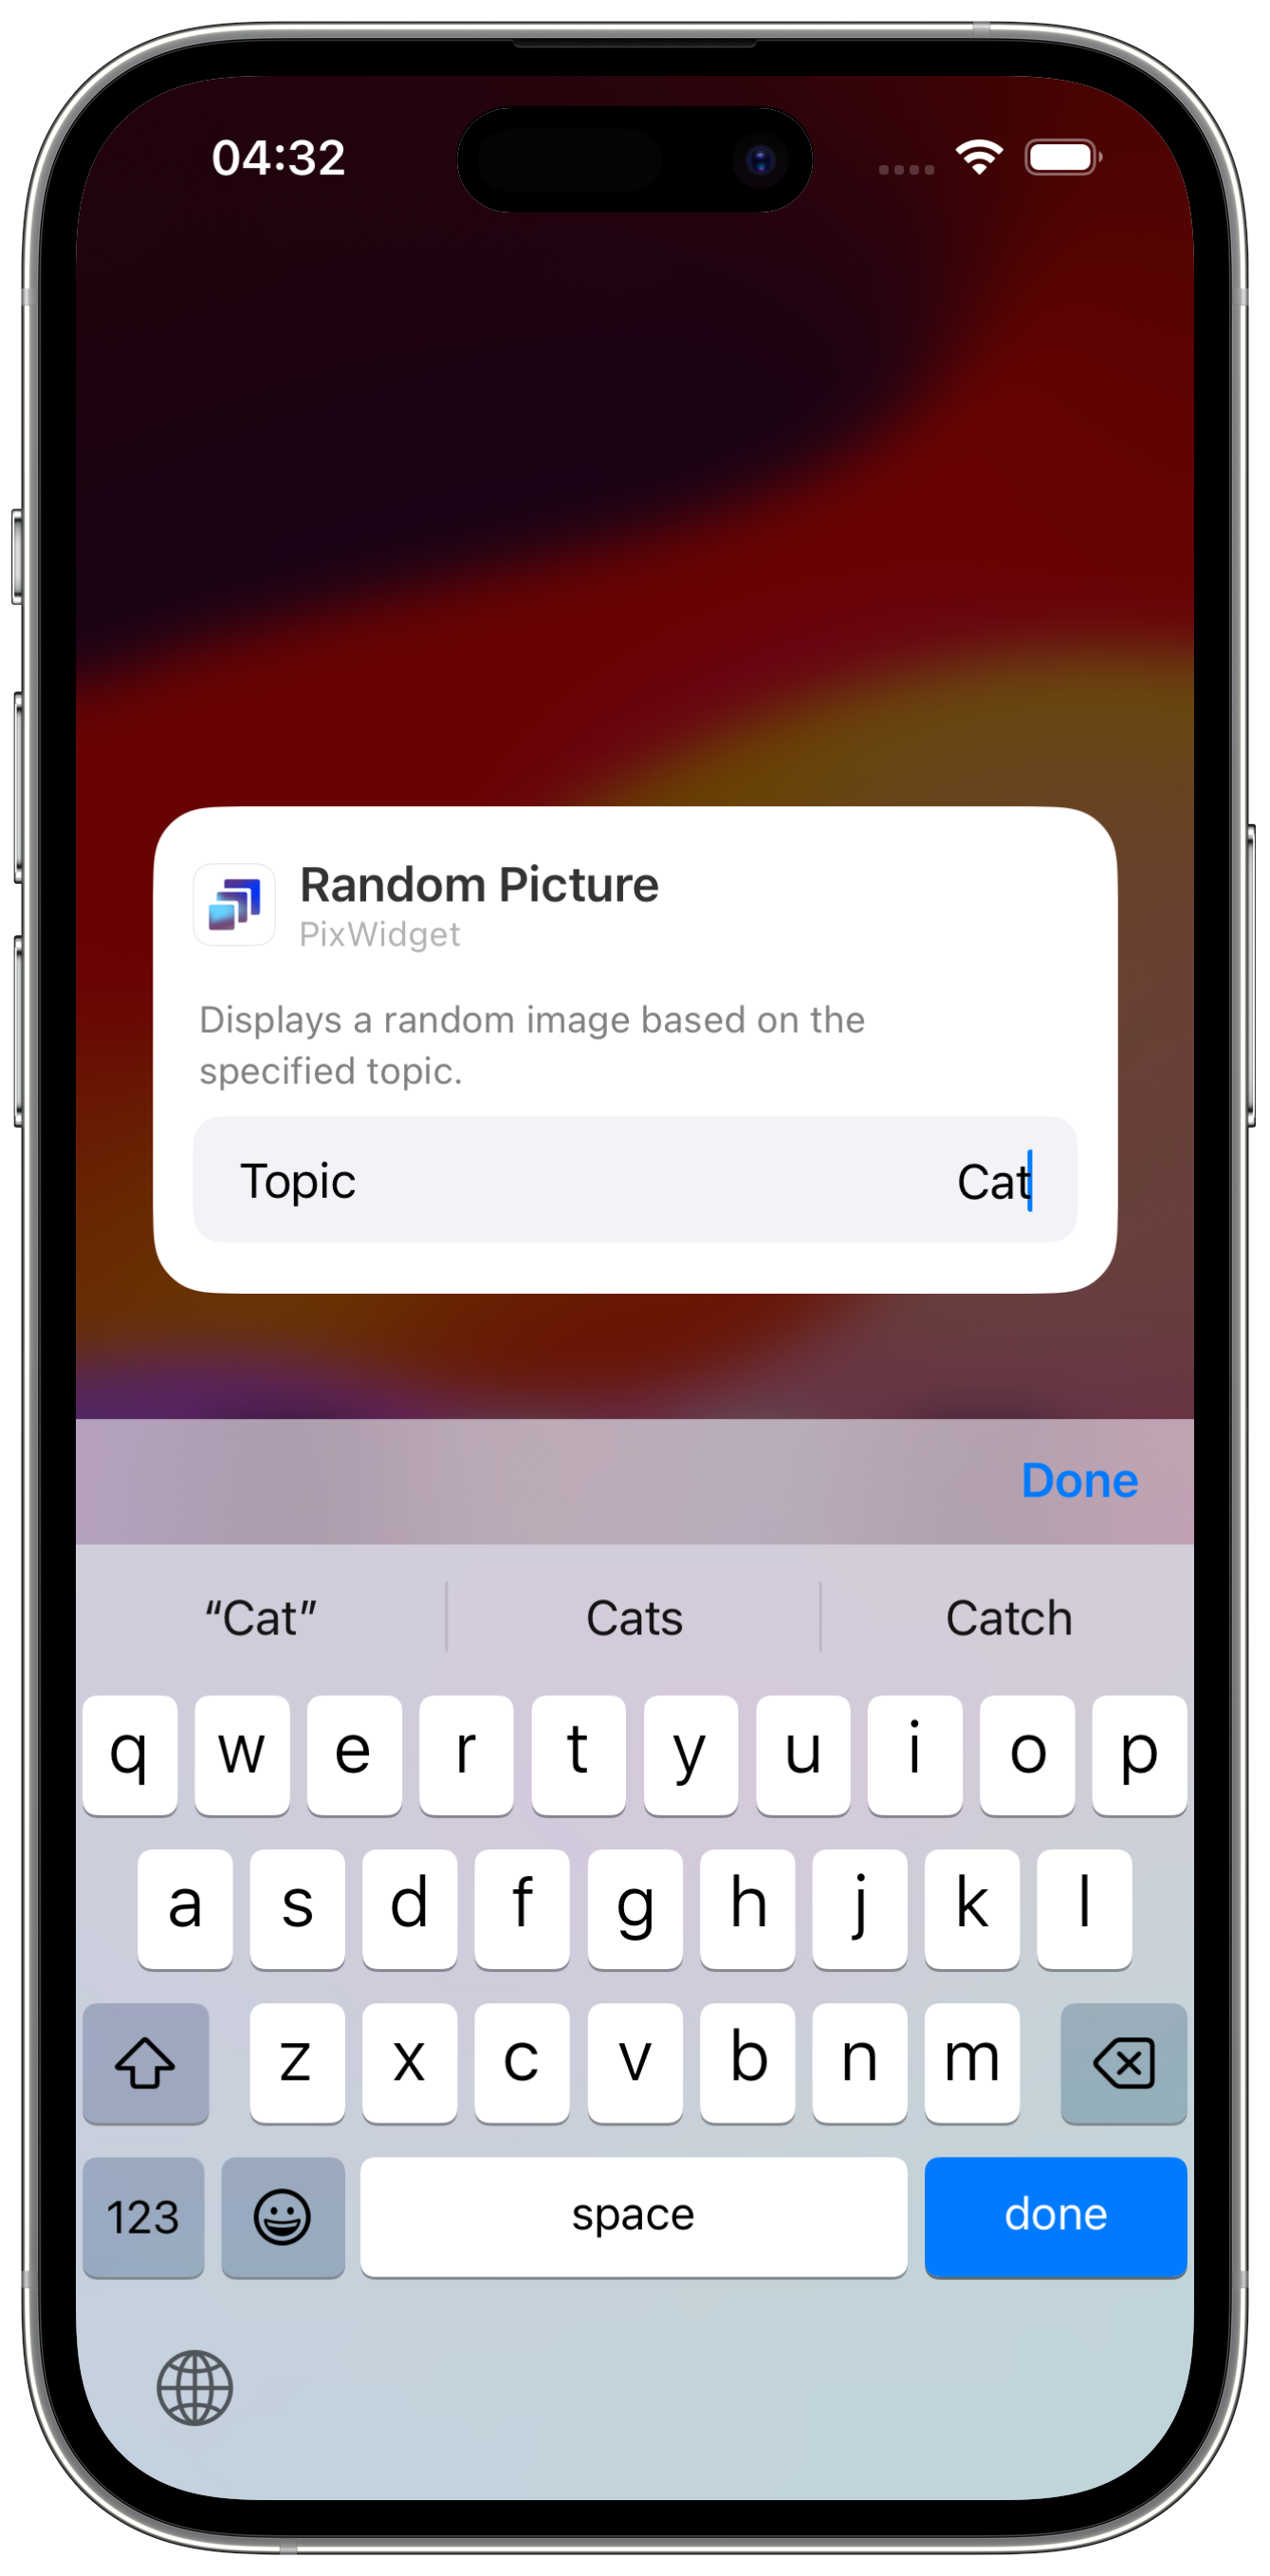 04:32
Random Picture
PixWidget
Displays a random image based on the
specified topic.
Topic Cat
Done
“Cat” Cats Catch
q w e r t y u i o p
a s d f g h j k l
z x c v b n m
123 space done